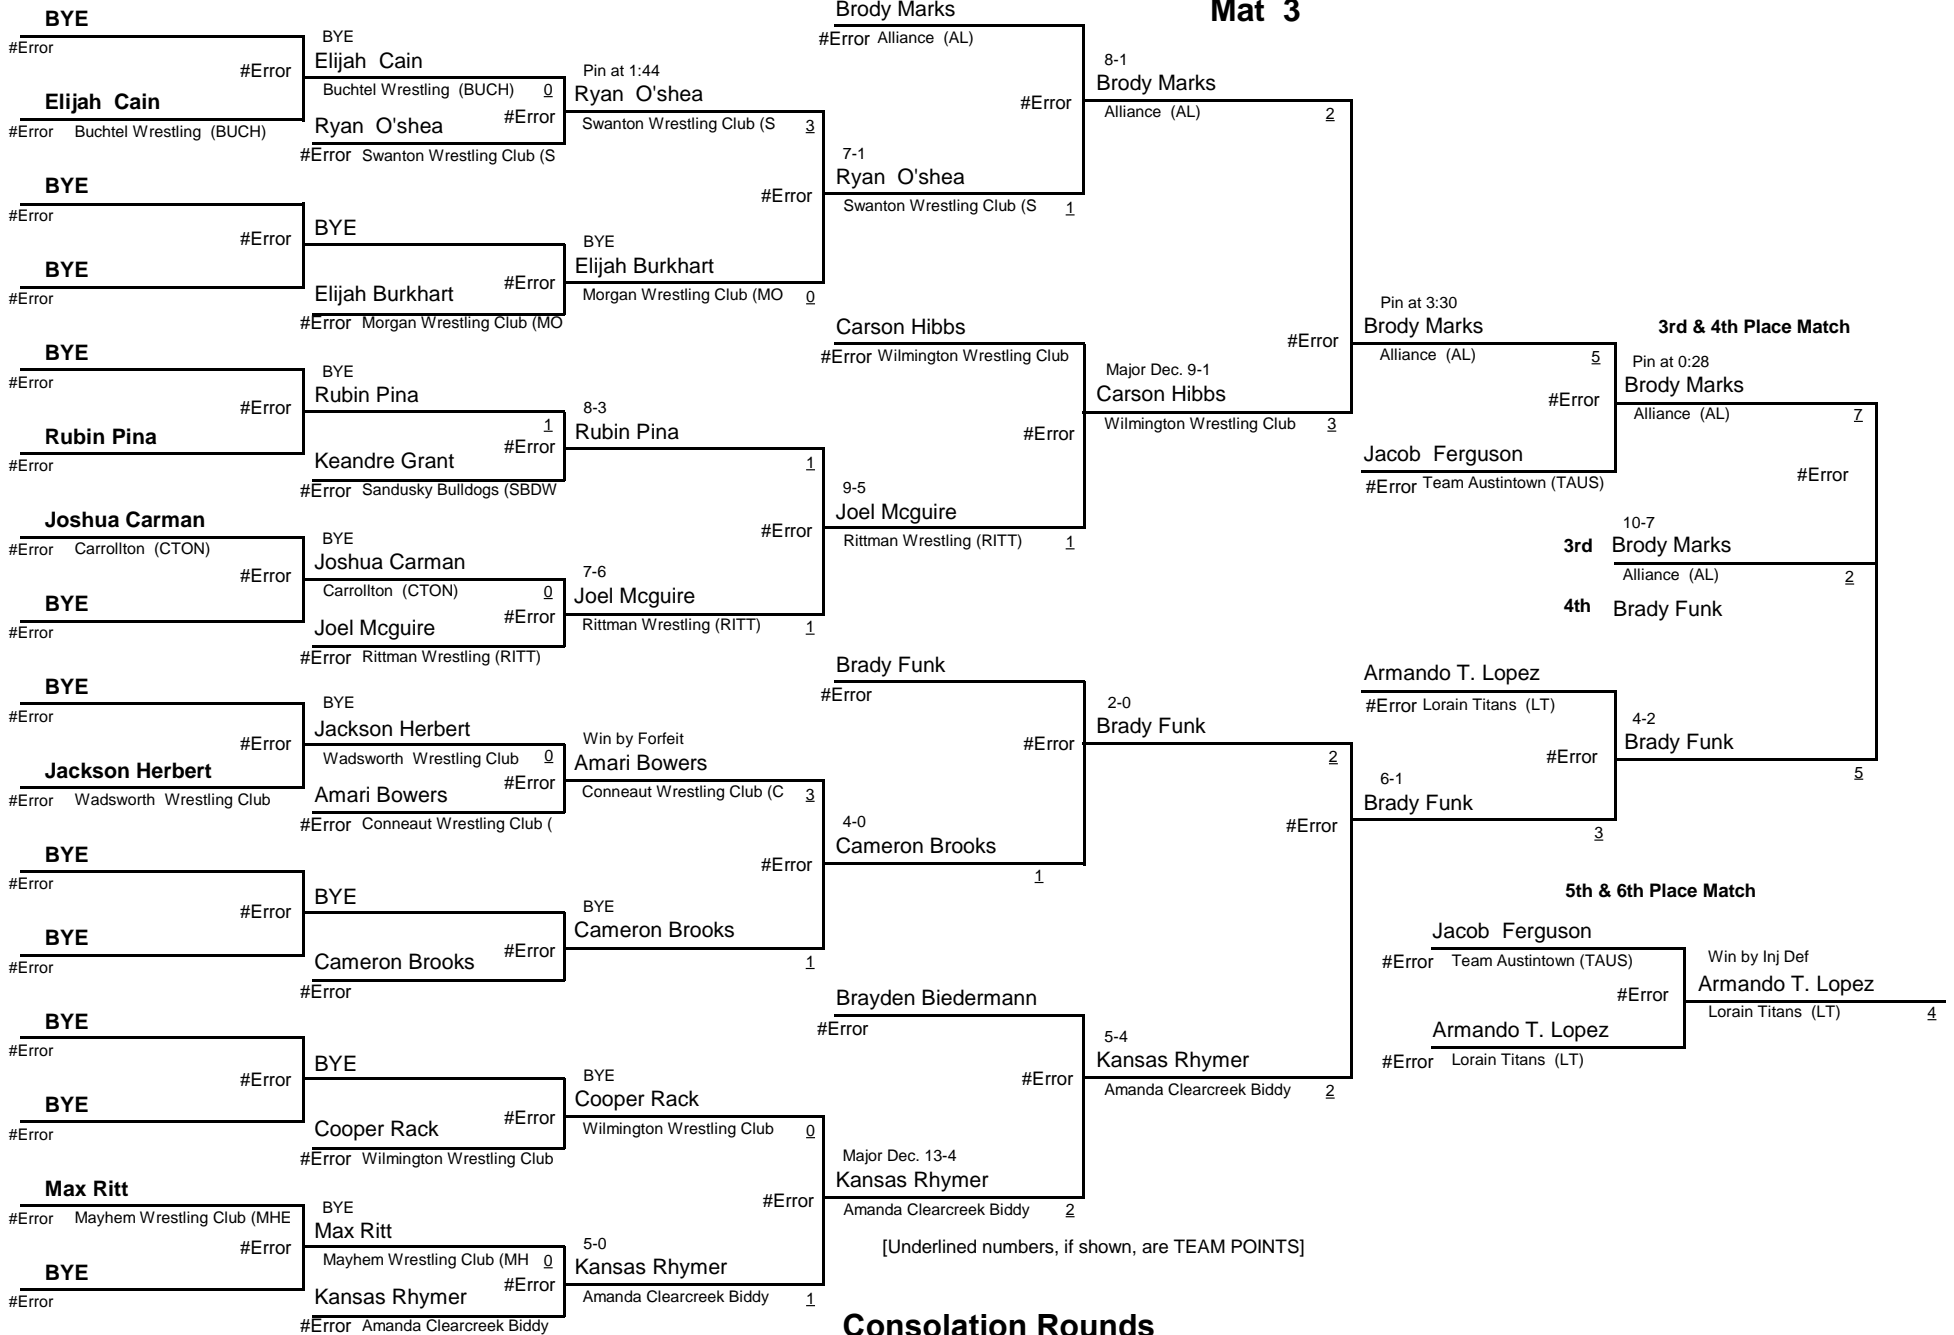 Mat 3
BYE
#Error
#Error
Elijah Cain
#Error Buchtel Wrestling (BUCH)
BYE
#Error
#Error
BYE
#Error
BYE
#Error
#Error
Rubin Pina
#Error
Joshua Carman
#Error Carrollton (CTON)
#Error
BYE
#Error
BYE
#Error
#Error
Jackson Herbert
#Error Wadsworth Wrestling Club
BYE
#Error
#Error
BYE
#Error
BYE
#Error
#Error
BYE
#Error
Max Ritt
#Error Mayhem Wrestling Club (MHE
#Error
BYE
#Error
BYE
Elijah Cain
Buchtel Wrestling (BUCH) 0
#Error
Ryan O'shea
#Error Swanton Wrestling Club (S
BYE
#Error
Elijah Burkhart
#Error Morgan Wrestling Club (MO
BYE
Rubin Pina
1
#Error
Keandre Grant
#Error Sandusky Bulldogs (SBDW
BYE
Joshua Carman
Carrollton (CTON) 0
#Error
Joel Mcguire
#Error Rittman Wrestling (RITT)
BYE
Jackson Herbert
Wadsworth Wrestling Club 0
#Error
Amari Bowers
#Error Conneaut Wrestling Club (
BYE
#Error
Cameron Brooks
#Error
BYE
#Error
Cooper Rack
#Error Wilmington Wrestling Club
BYE
Max Ritt
Mayhem Wrestling Club (MH 0
#Error
Kansas Rhymer
#Error Amanda Clearcreek Biddy
Pin at 1:44
Ryan O'shea
Swanton Wrestling Club (S 3
#Error
BYE
Elijah Burkhart
Morgan Wrestling Club (MO 0
8-3
Rubin Pina
1
#Error
7-6
Joel Mcguire
Rittman Wrestling (RITT) 1
Win by Forfeit
Amari Bowers
Conneaut Wrestling Club (C 3
#Error
BYE
Cameron Brooks
1
BYE
Cooper Rack
Wilmington Wrestling Club 0
#Error
5-0
Kansas Rhymer
Amanda Clearcreek Biddy 1
Brody Marks
#Error Alliance (AL)
#Error
7-1
Ryan O'shea
Swanton Wrestling Club (S 1
Carson Hibbs
#Error Wilmington Wrestling Club
#Error
9-5
Joel Mcguire
Rittman Wrestling (RITT) 1
Brady Funk
#Error
#Error
4-0
Cameron Brooks
1
Brayden Biedermann
#Error
#Error
Major Dec. 13-4
Kansas Rhymer
Amanda Clearcreek Biddy 2
8-1
Brody Marks
Alliance (AL) 2
#Error
Major Dec. 9-1
Carson Hibbs
Wilmington Wrestling Club 3
2-0
Brady Funk
2
#Error
5-4
Kansas Rhymer
Amanda Clearcreek Biddy 2
Pin at 3:30
Brody Marks
Alliance (AL) 5
#Error
Jacob Ferguson
#Error Team Austintown (TAUS)
Armando T. Lopez
#Error Lorain Titans (LT)
#Error
6-1
Brady Funk
3
3rd & 4th Place Match
Pin at 0:28
Brody Marks
Alliance (AL) 7
#Error
10-7
3rd Brody Marks
Alliance (AL) 2
4th Brady Funk
4-2
Brady Funk
5
5th & 6th Place Match
Jacob Ferguson
#Error Team Austintown (TAUS)
#Error
Armando T. Lopez
#Error Lorain Titans (LT)
Win by Inj Def
Armando T. Lopez
Lorain Titans (LT) 4
[Underlined numbers, if shown, are TEAM POINTS]
Consolation Rounds